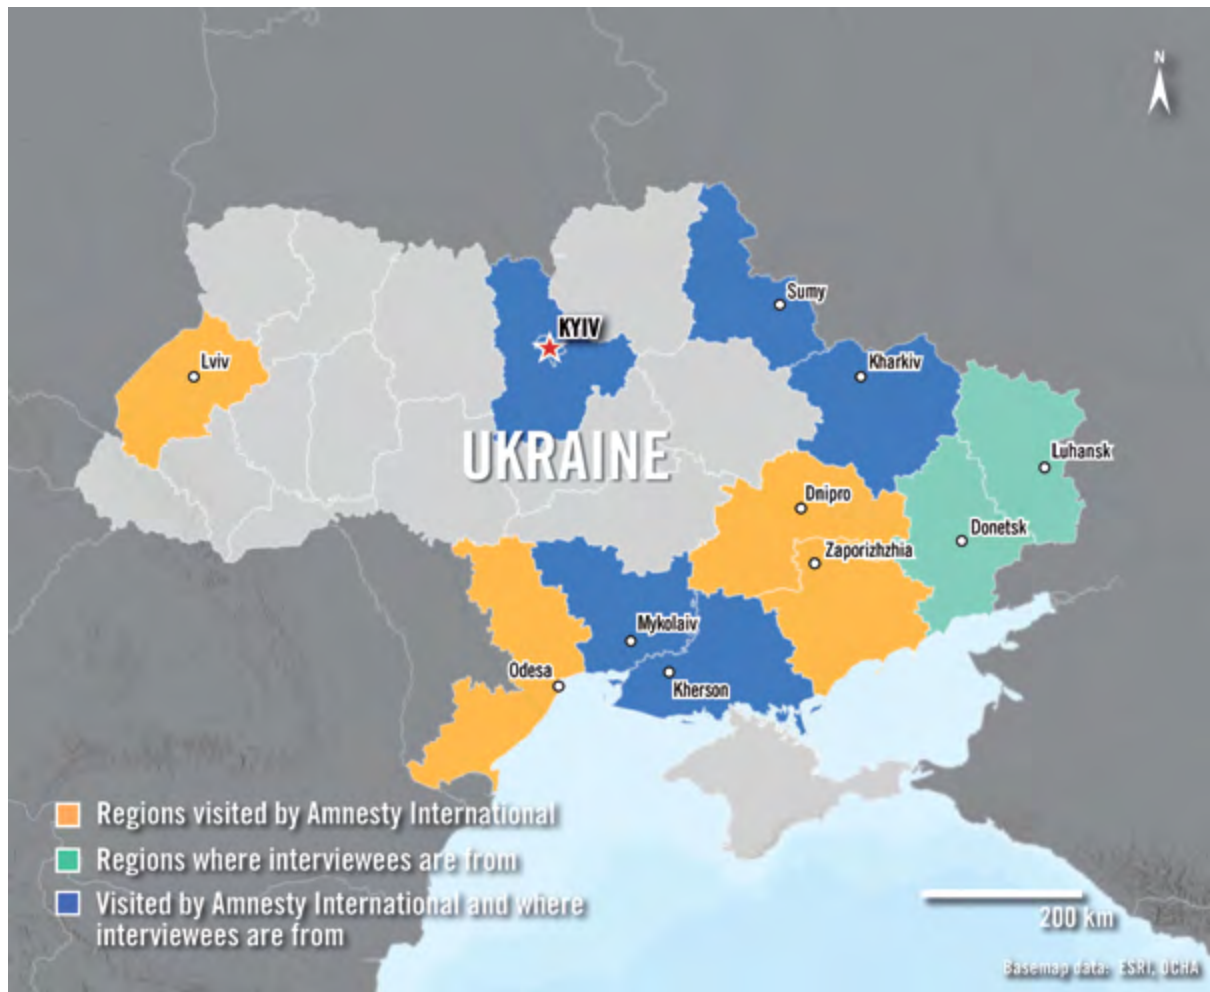 N
Sumy
KYIV
Lviv
Kharkiv
UKRAINE
Luhansk
Dnipro
Donetsk
Zaporizhzhia
Mykolaiv
Odesa
Kherson
Regions visited by Amnesty International
Regions where interviewees are from
Visited by Amnesty International and where
interviewees are from
200 km
Basemap data: ESRI, OCHA